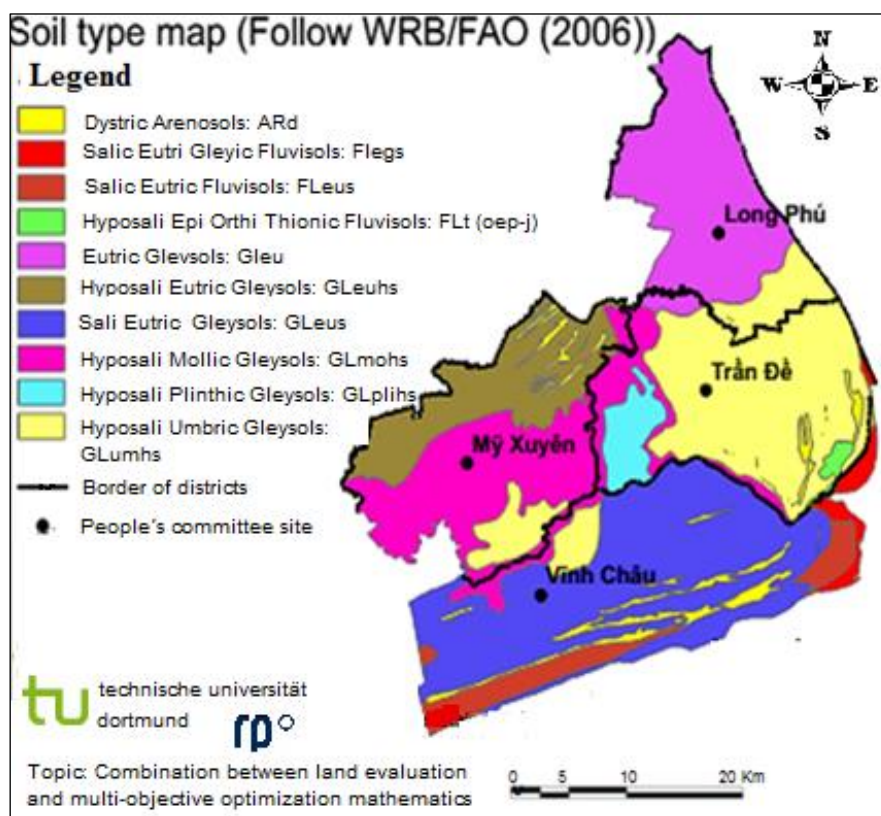 Soil type map (Follow WRB/FAO (2006))
Legend
Dystric Arenosols: ARd
Salic Eutri Gleyic Fluvisols: Flegs
Salic Eutric Fluvisols: FLeus
Hyposali Epi Orthi Thionic Fluvisols: FLt (oep-j)
Eutric Glevsols: Gleu
Hyposali Eutric Gleysols: GLeuhs
Sali Eutric Gleysols: GLeus
Hyposali Mollic Gleysols: GLmohs
Hyposali Plinthic Gleysols: GLplihs
Hyposali Umbric Gleysols:
GLumhs
Border of districts
People's committee site
N
W E
S
Long Phú
Trần Đề
Mỹ Xuyên
Vĩnh Châu
tu technische universität
dortmund
rp
Topic: Combination between land evaluation
and multi-objective optimization mathematics
0 5 10 20 Km